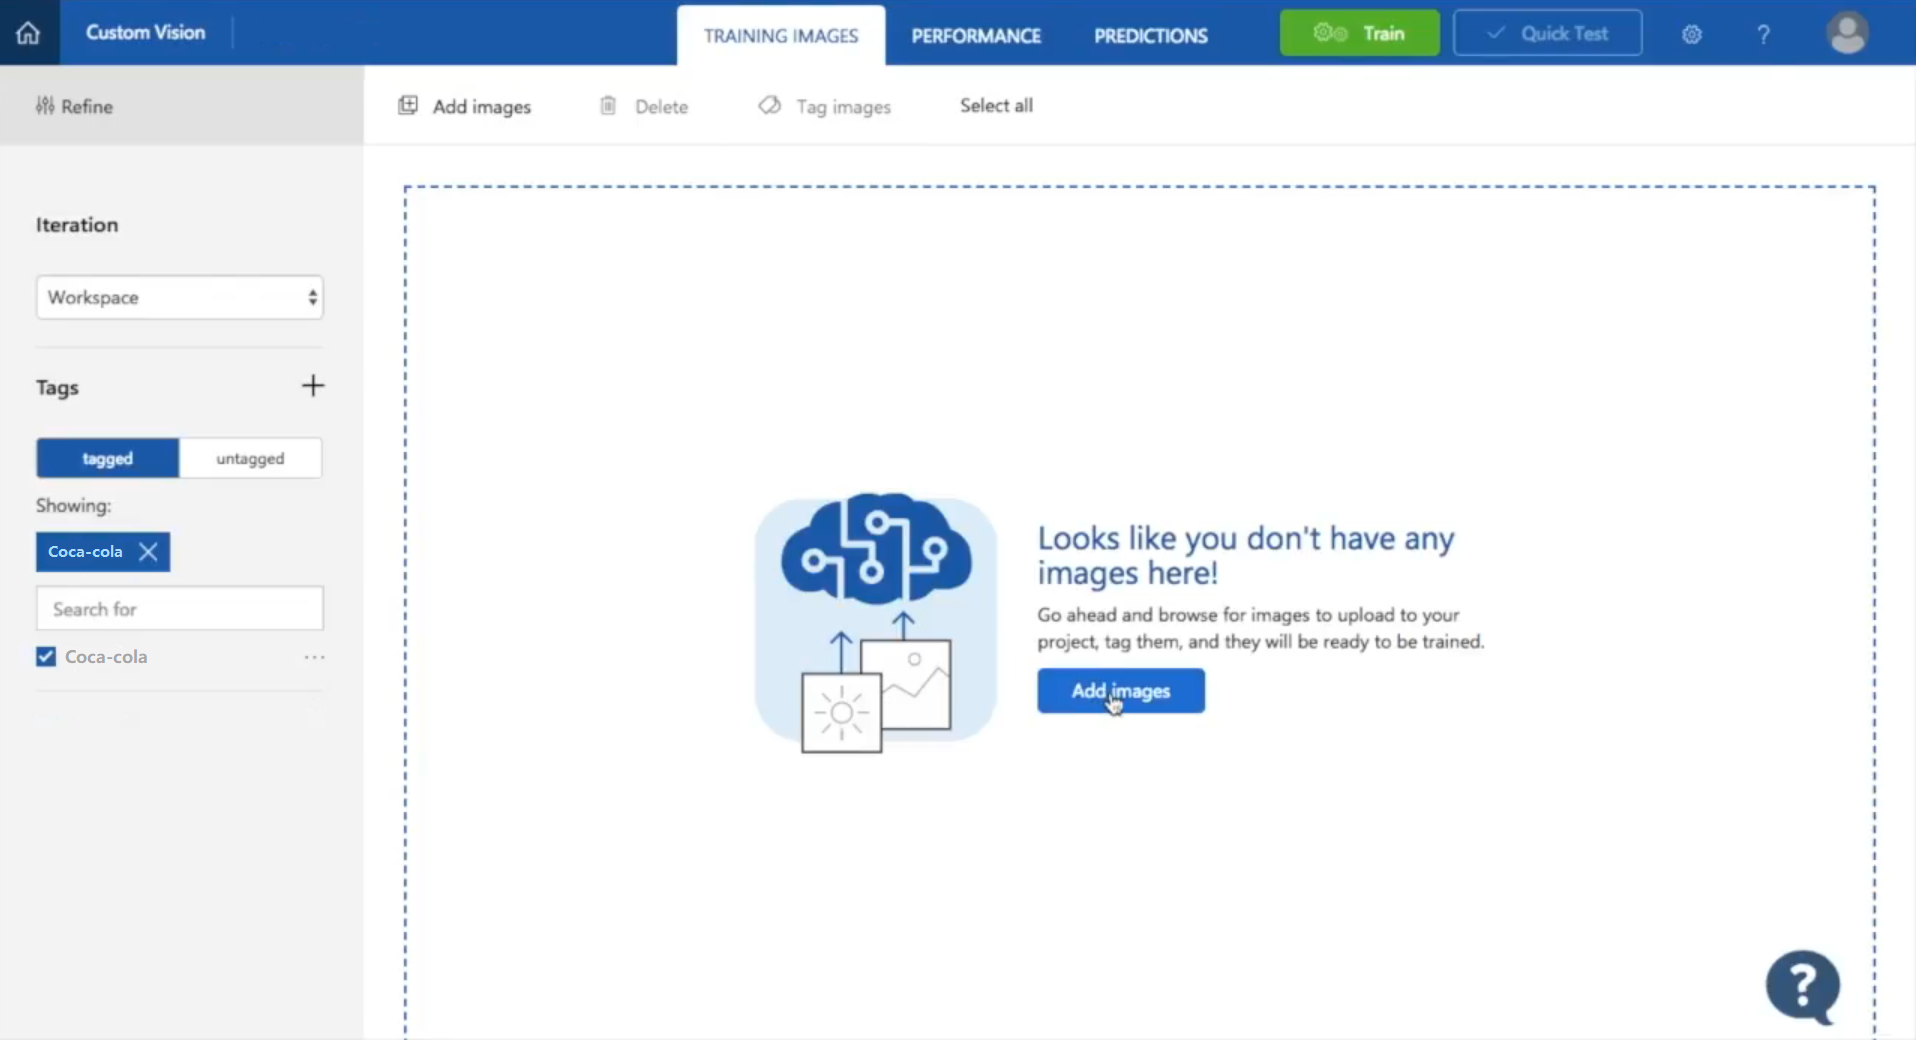 Custom Vision
TRAINING IMAGES
PERFORMANCE
PREDICTIONS
Train
Quick Test
?
Refine
Add images
Delete
Tag images
Select all
Iteration
Workspace
Tags
tagged
untagged
Showing:
Coca-cola
Search for
Coca-cola
Looks like you don't have any
images here!
Go ahead and browse for images to upload to your
project, tag them, and they will be ready to be trained.
Add images
?